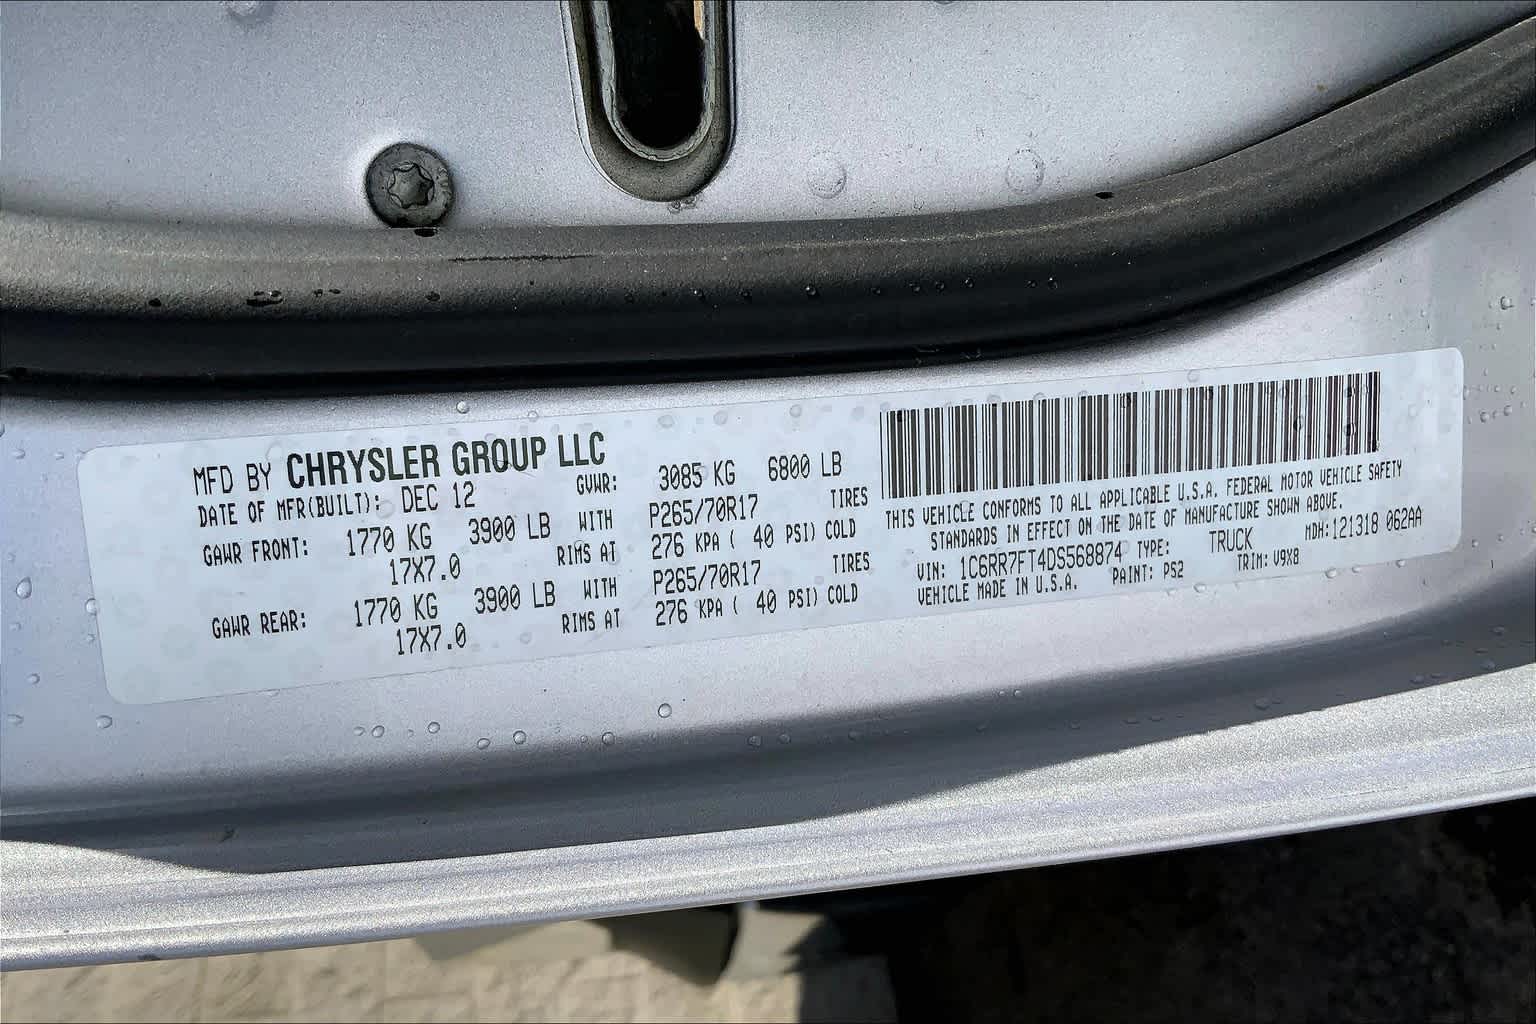 MFD BY CHRYSLER GROUP LLC
DATE OF MFR(BUILT): DEC 12 GVWR: 3085 KG 6800 LB
GAWR FRONT: 1770 KG 3900 LB WITH P265/70R17 TIRES
17X7.0 RIMS AT 276 KPA ( 40 PSI) COLD
GAWR REAR: 1770 KG 3900 LB WITH P265/70R17 TIRES
17X7.0 RIMS AT 276 KPA ( 40 PSI) COLD
THIS VEHICLE CONFORMS TO ALL APPLICABLE U.S.A. FEDERAL MOTOR VEHICLE SAFETY
STANDARDS IN EFFECT ON THE DATE OF MANUFACTURE SHOWN ABOVE.
VIN: 1C6RR7FT4DS568874 TYPE: TRUCK MDH:121318 062AA
VEHICLE MADE IN U.S.A. PAINT: PS2 TRIM: V9X8